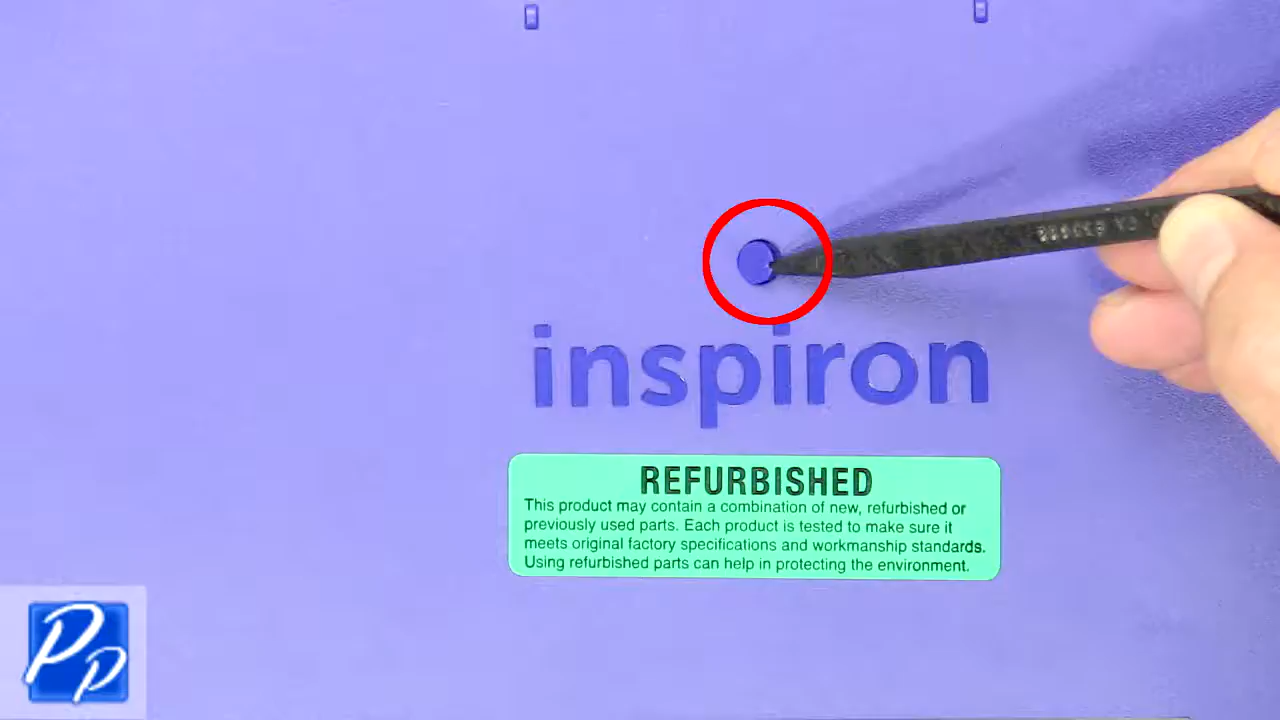 inspiron
REFURBISHED
This product may contain a combination of new, refurbished or
previously used parts. Each product is tested to make sure it
meets original factory specifications and workmanship standards.
Using refurbished parts can help in protecting the environment.
PP